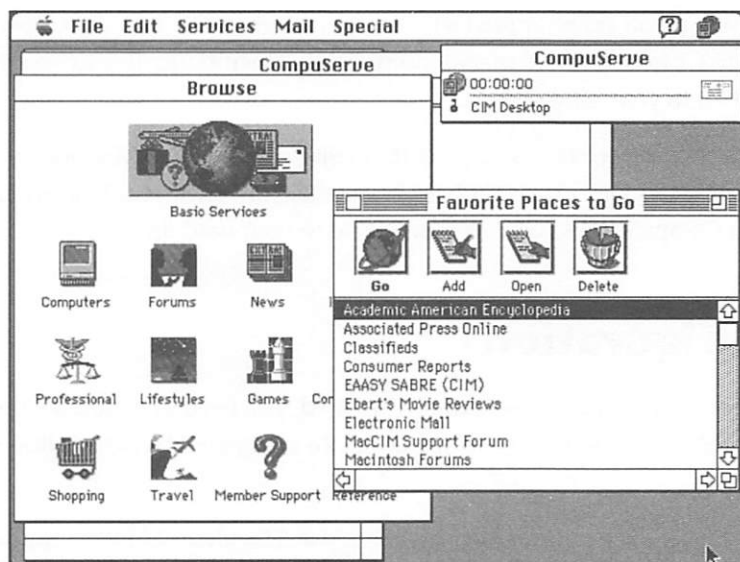 File Edit Services Mail Special
CompuServe
CompuServe
Browse
00:00:00
CIM Desktop
Basic Services
Favorite Places to Go
Go Add Open Delete
Computers Forums News
Academic American Encyclopedia
Associated Press Online
Classifieds
Consumer Reports
EAASY SABRE (CIM)
Ebert's Movie Reviews
Electronic Mall
MacCIM Support Forum
Macintosh Forums
Professional Lifestyles Games
Shopping Travel Member Support Reference